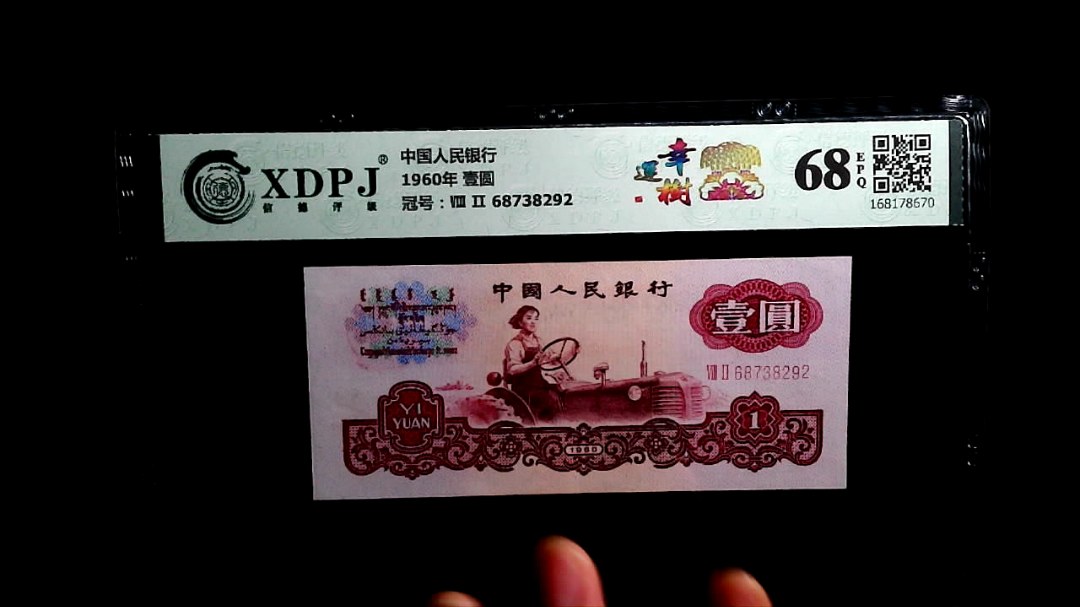 XDPJ®
信德评级
中国人民银行
1960年 壹圆
冠号：Ⅷ Ⅱ 68738292
幸運樹
68
EPQ
168178670
中國人民銀行
壹圓
Ⅷ Ⅱ 68738292
YI
YUAN
1
1960